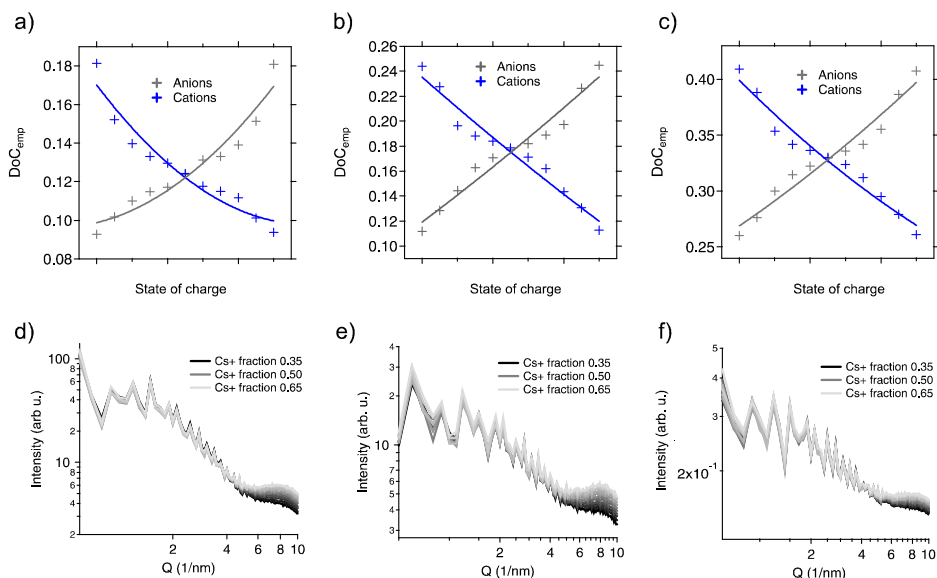 a)
0.18
0.16
0.14
0.12
0.10
0.08
DoCemp
Anions
Cations
State of charge
b)
0.26
0.24
0.22
0.20
0.18
0.16
0.14
0.12
0.10
DoCemp
Anions
Cations
State of charge
c)
0.40
0.35
0.30
0.25
DoCemp
Anions
Cations
State of charge
d)
100
8
6
4
2
10
8
6
4
2
Intensity (arb u.)
Cs+ fraction 0.35
Cs+ fraction 0.50
Cs+ fraction 0.65
2
4
6
8
10
Q (1/nm)
e)
4
3
2
10
8
6
5
4
3
Intensity (arb u.)
Cs+ fraction 0.35
Cs+ fraction 0.50
Cs+ fraction 0.65
2
4
6
8
10
Q (1/nm)
f)
5
4
3
2x10⁻¹
Intensity (arb u.)
Cs+ fraction 0.35
Cs+ fraction 0.50
Cs+ fraction 0.65
2
4
6
8
10
Q (1/nm)